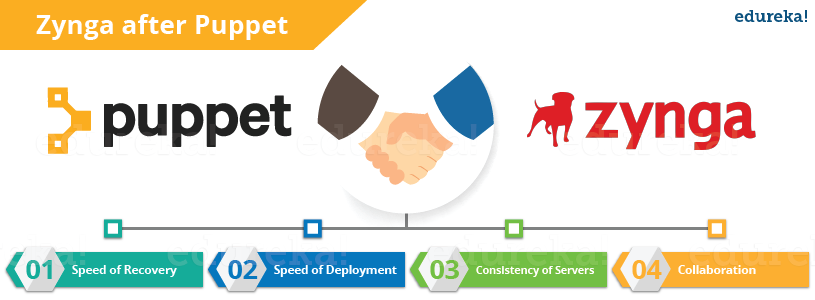 Zynga after Puppet
edureka!
puppet
zynga
01 Speed of Recovery
02 Speed of Deployment
03 Consistency of Servers
04 Collaboration